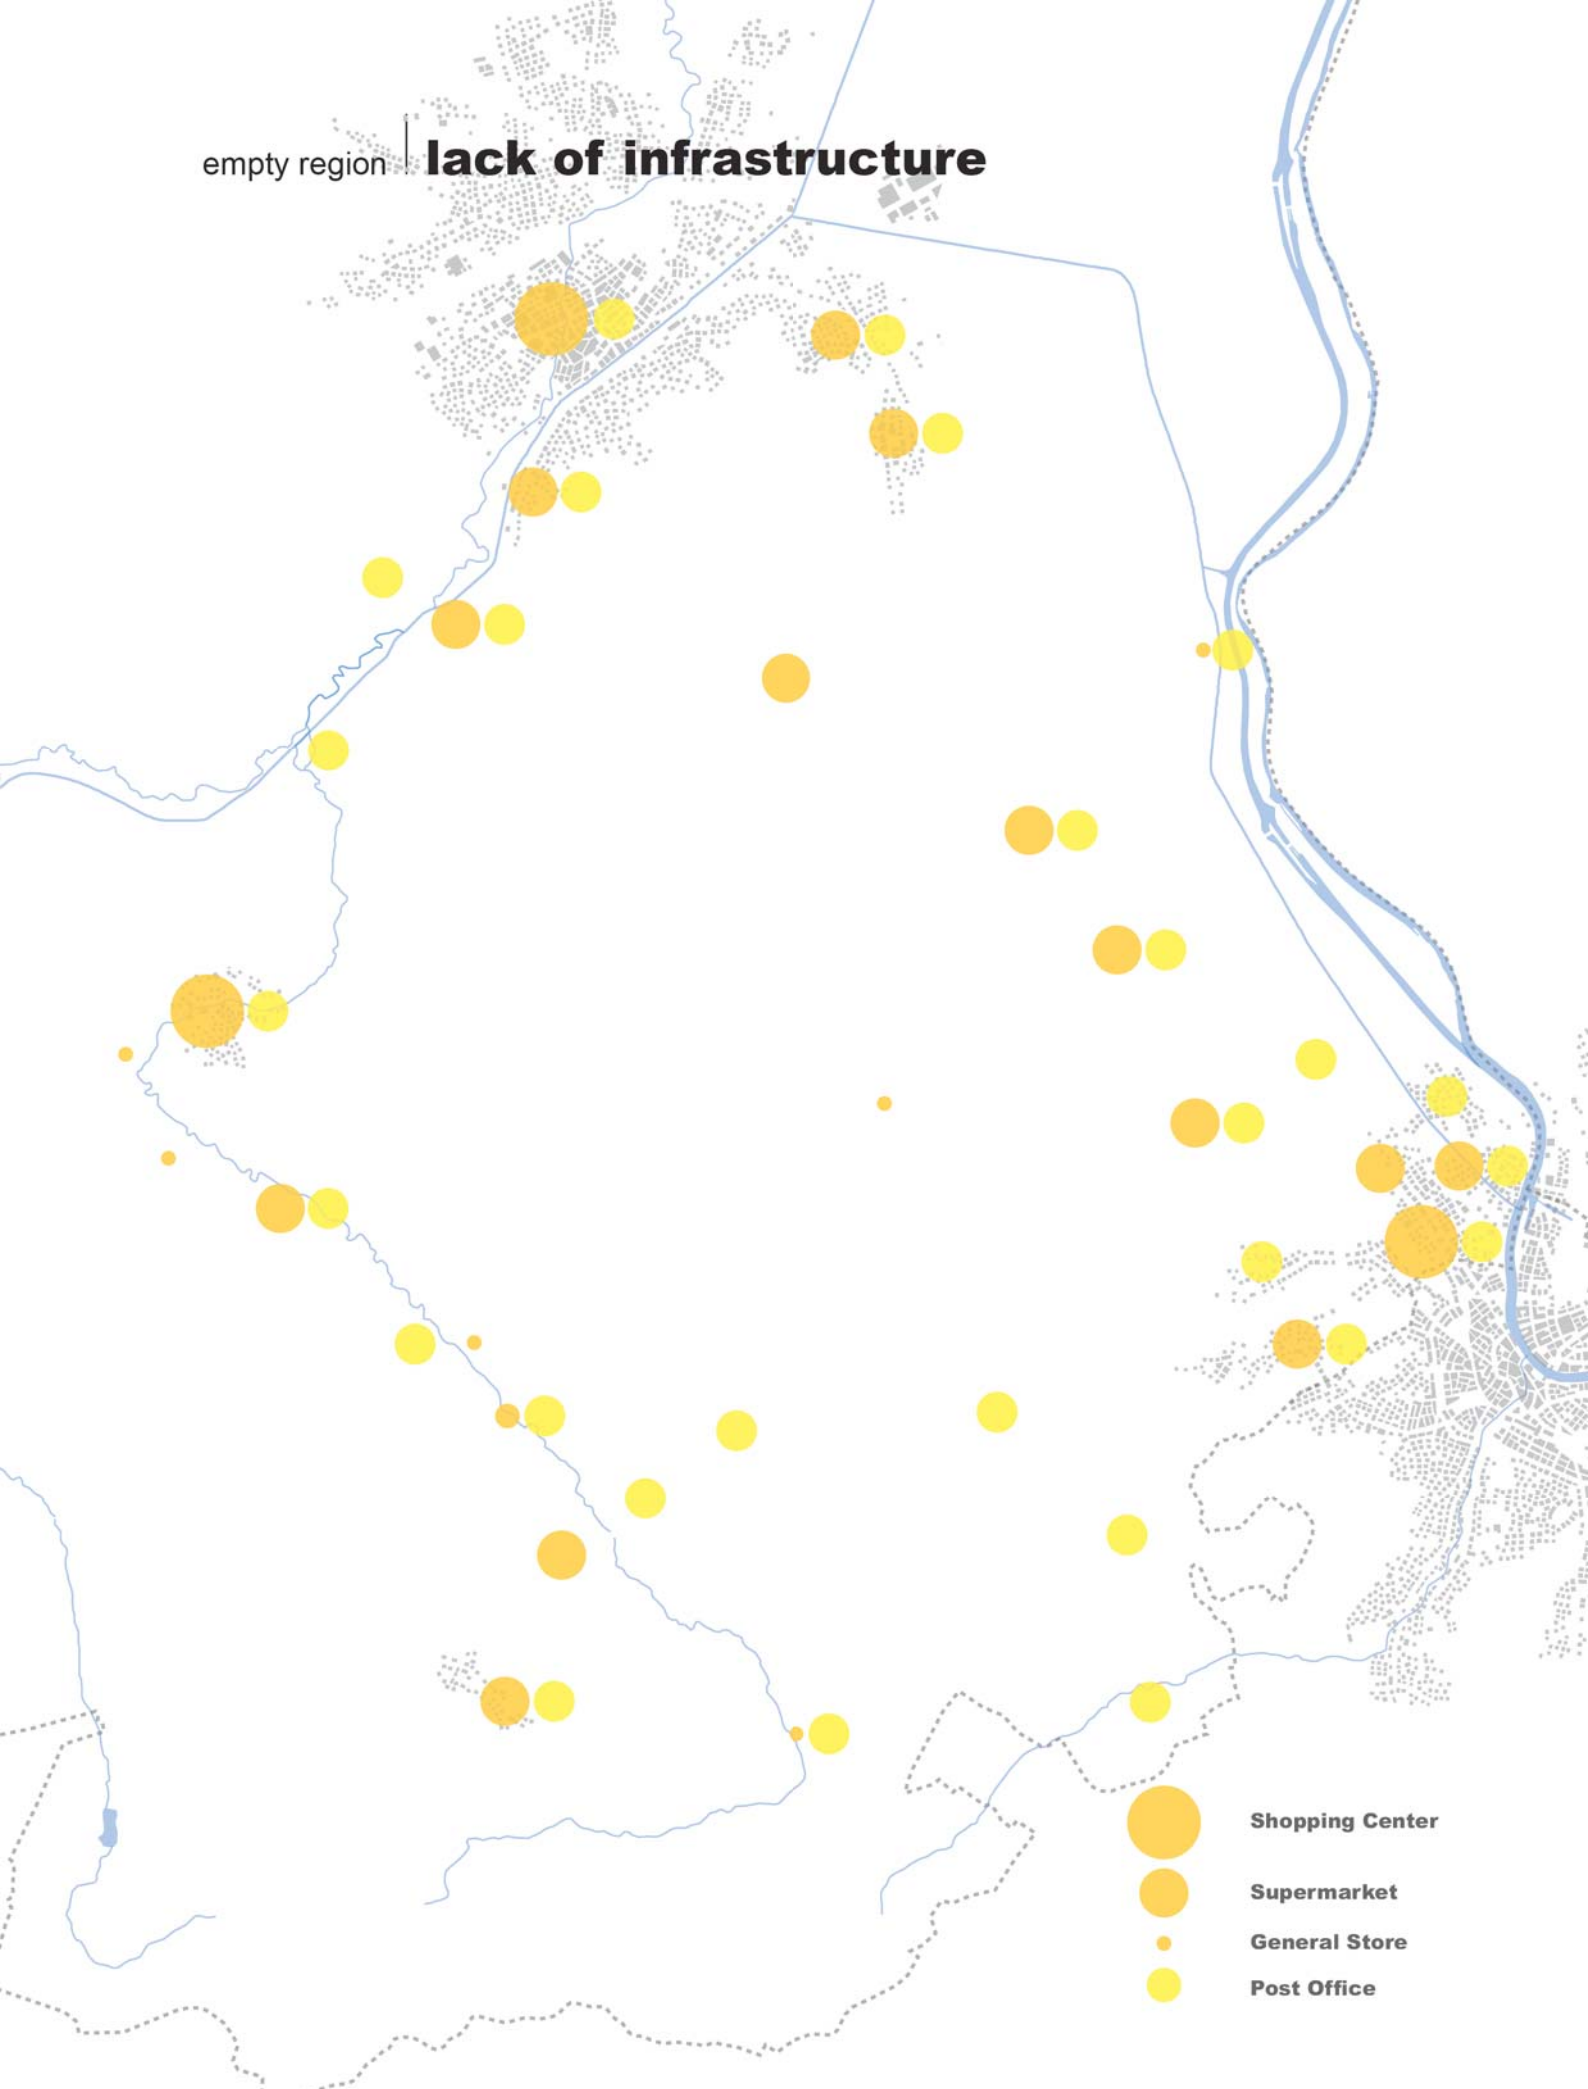 empty region lack of infrastructure
Shopping Center
Supermarket
General Store
Post Office